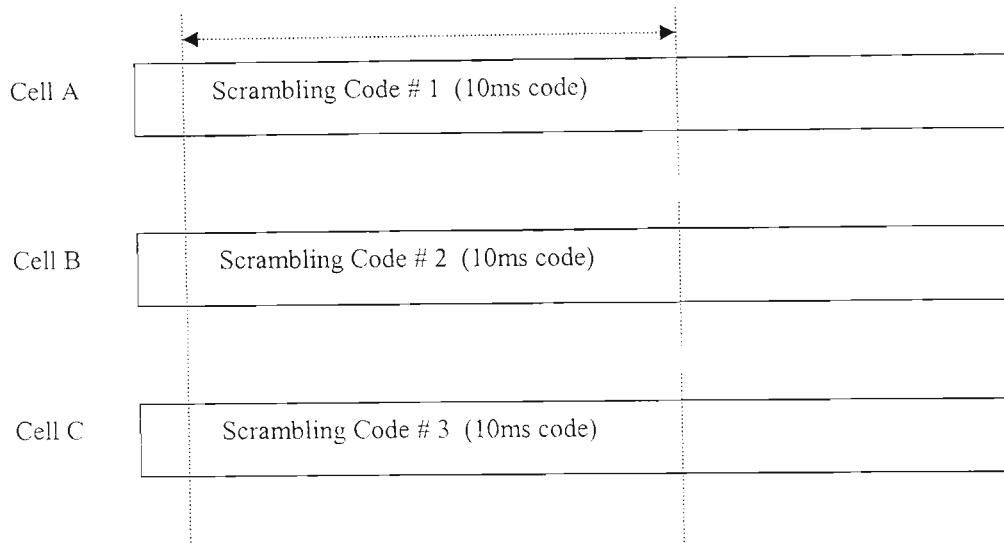 Cell A Scrambling Code # 1 (10ms code)
Cell B Scrambling Code # 2 (10ms code)
Cell C Scrambling Code # 3 (10ms code)